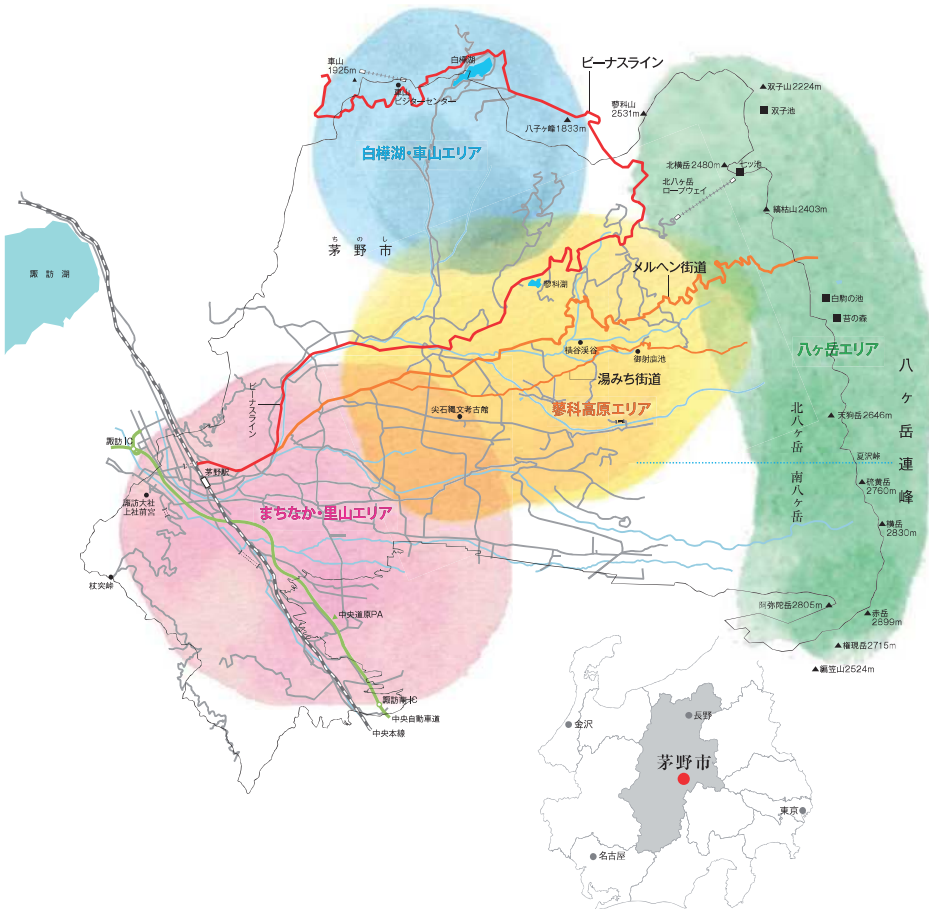 車山
1925m
白樺湖
車山
ビジターセンター
ビーナスライン
蓼科山
2531m
八子ヶ峰1833m
双子山2224m
双子池
白樺湖・車山エリア
北横岳2480m
七ッ池
北八ヶ岳
ロープウェイ
縞枯山2403m
ちのし
茅野市
諏訪湖
メルヘン街道
蓼科湖
白駒の池
苔の森
横谷渓谷
御射鹿池
八ヶ岳エリア
湯みち街道
蓼科高原エリア
ビーナスライン
尖石縄文考古館
八ヶ岳連峰
北八ヶ岳
天狗岳2646m
夏沢峠
南八ヶ岳
硫黄岳
2760m
横岳
2830m
諏訪IC
茅野駅
諏訪大社
上社前宮
まちなか・里山エリア
杖突峠
中央道原PA
阿弥陀岳2805m
赤岳
2899m
権現岳2715m
編笠山2524m
諏訪南IC
中央自動車道
中央本線
金沢
長野
茅野市
東京
名古屋